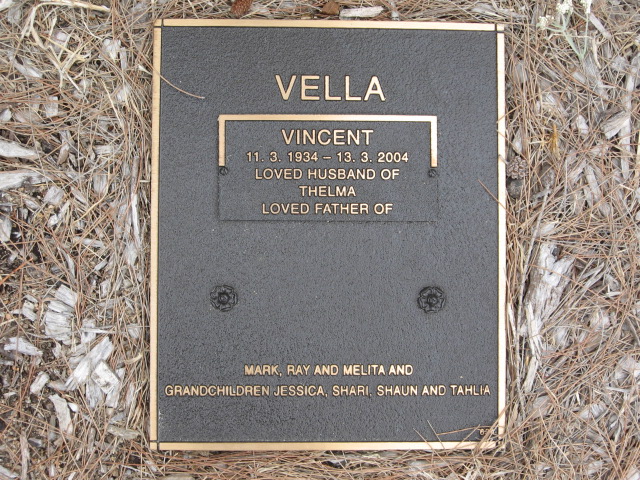 VELLA
VINCENT
11. 3. 1934 – 13. 3. 2004
LOVED HUSBAND OF
THELMA
LOVED FATHER OF
MARK, RAY AND MELITA AND
GRANDCHILDREN JESSICA, SHARI, SHAUN AND TAHLIA